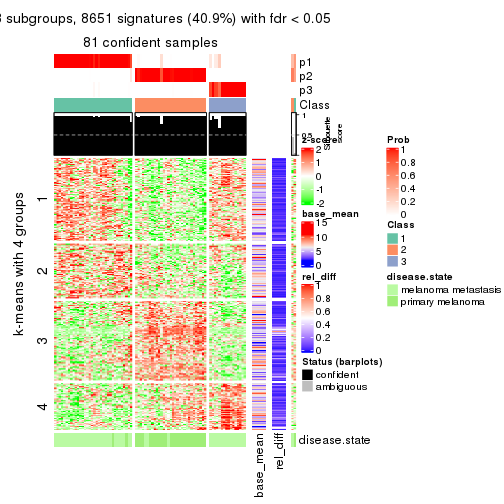 3 subgroups, 8651 signatures (40.9%) with fdr < 0.05
81 confident samples
p1
p2
p3
Class
1
0.5
Silhouette
score
k-means with 4 groups
1
2
3
4
z-score
2
1
0
-1
-2
base_mean
15
10
5
0
rel_diff
1
0.8
0.6
0.4
0.2
0
Status (barplots)
confident
ambiguous
Prob
1
0.8
0.6
0.4
0.2
0
Class
1
2
3
disease.state
melanoma metastasis
primary melanoma
disease.state
base_mean
rel_diff